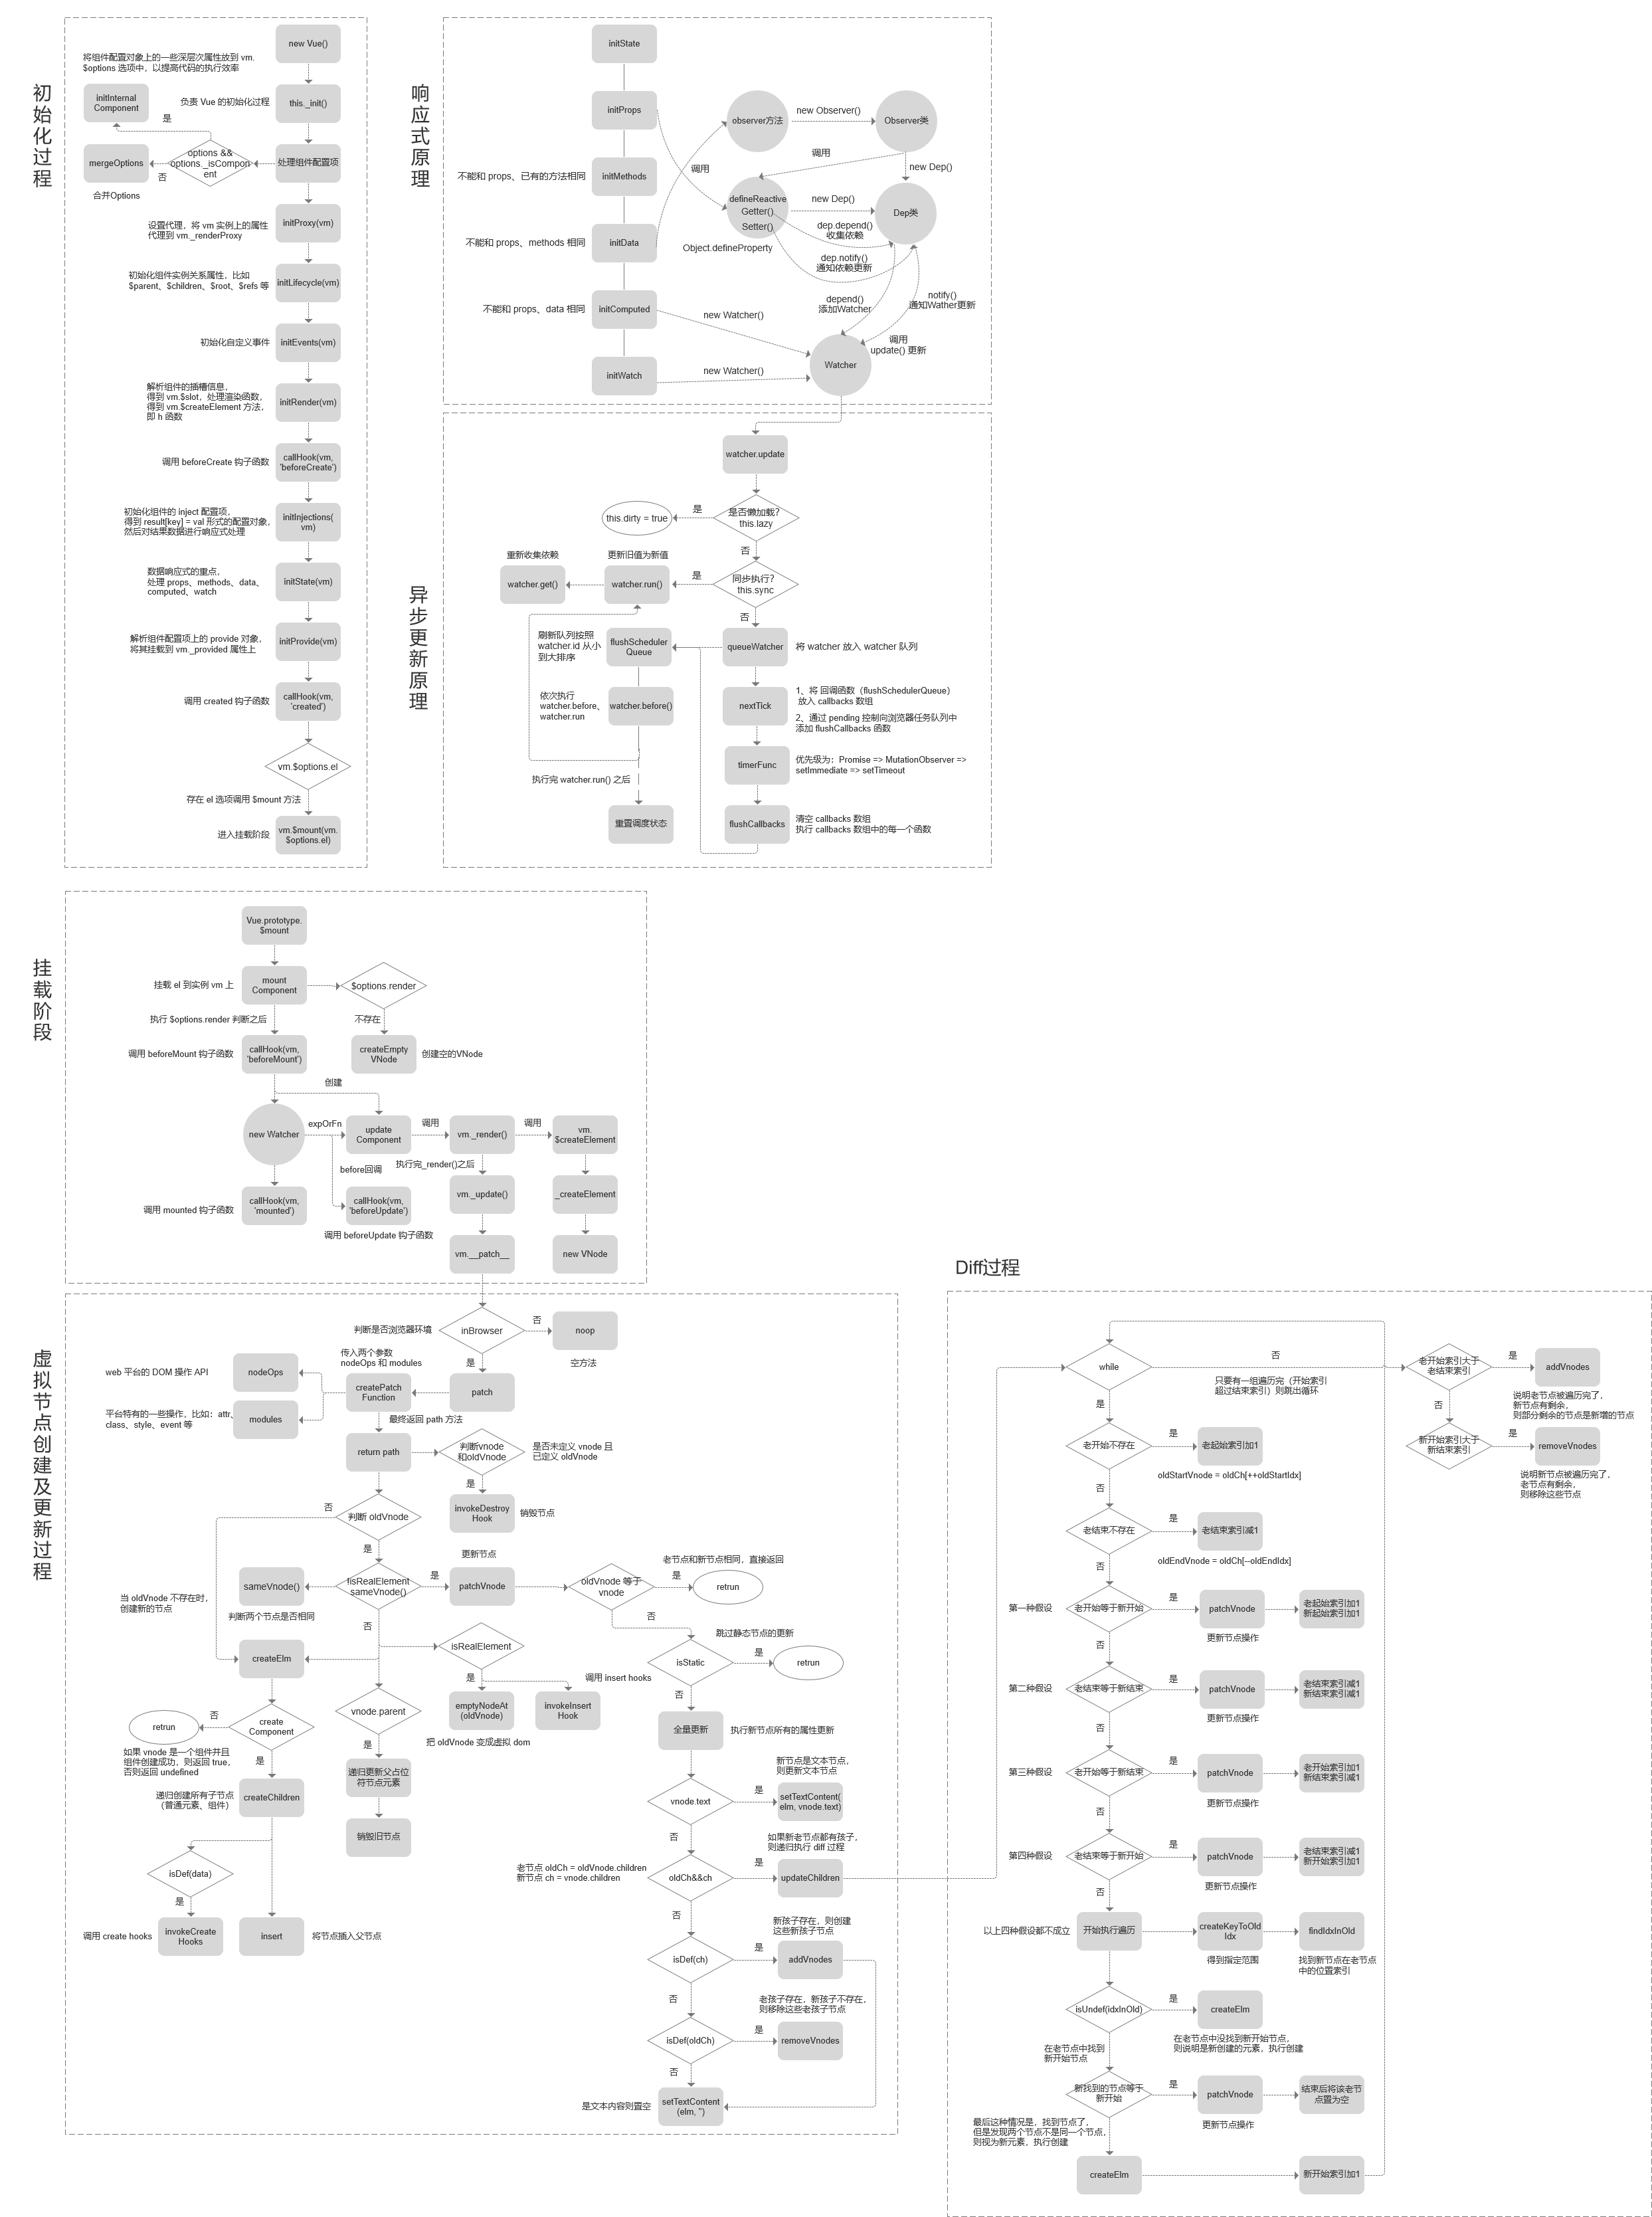 初始化过程
new Vue()
将组件配置对象上的一些深层次属性放到 vm.
$options 选项中，以提高代码的执行效率
initInternal
Component
负责 Vue 的初始化过程
this._init()
是
mergeOptions
否
options &&
options._isCompon
ent
处理组件配置项
合并Options
设置代理，将 vm 实例上的属性
代理到 vm._renderProxy
initProxy(vm)
初始化组件实例关系属性，比如
$parent、$children、$root、$refs 等
initLifecycle(vm)
初始化自定义事件
initEvents(vm)
解析组件的插槽信息，
得到 vm.$slot，处理渲染函数，
得到 vm.$createElement 方法，
即 h 函数
initRender(vm)
调用 beforeCreate 钩子函数
callHook(vm,
'beforeCreate')
初始化组件的 inject 配置项，
得到 result[key] = val 形式的配置对象，
然后对结果数据进行响应式处理
initInjections(
vm)
数据响应式的重点，
处理 props、methods、data、
computed、watch
initState(vm)
解析组件配置项上的 provide 对象，
将其挂载到 vm._provided 属性上
initProvide(vm)
调用 created 钩子函数
callHook(vm,
'created')
vm.$options.el
存在 el 选项调用 $mount 方法
进入挂载阶段
vm.$mount(vm.
$options.el)
响应式原理
initState
initProps
observer方法
new Observer()
Observer类
调用
调用
new Dep()
不能和 props、已有的方法相同
initMethods
defineReactive
Getter()
Setter()
new Dep()
Dep类
dep.depend()
收集依赖
不能和 props、methods 相同
initData
Object.defineProperty
dep.notify()
通知依赖更新
不能和 props、data 相同
initComputed
new Watcher()
depend()
添加Watcher
notify()
通知Wather更新
调用
update() 更新
Watcher
initWatch
new Watcher()
异步更新原理
watcher.update
this.dirty = true
是
是否懒加载？
this.lazy
否
重新收集依赖
更新旧值为新值
watcher.get()
watcher.run()
是
同步执行？
this.sync
否
刷新队列按照
watcher.id 从小
到大排序
flushScheduler
Queue
queueWatcher
将 watcher 放入 watcher 队列
依次执行
watcher.before、
watcher.run
watcher.before()
nextTick
1、将 回调函数（flushSchedulerQueue）
放入 callbacks 数组
2、通过 pending 控制向浏览器任务队列中
添加 flushCallbacks 函数
timerFunc
优先级为：Promise => MutationObserver =>
setImmediate => setTimeout
执行完 watcher.run() 之后
重置调度状态
flushCallbacks
清空 callbacks 数组
执行 callbacks 数组中的每一个函数
挂载阶段
Vue.prototype.
$mount
挂载 el 到实例 vm 上
mount
Component
$options.render
执行 $options.render 判断之后
不存在
调用 beforeMount 钩子函数
callHook(vm,
'beforeMount')
createEmpty
VNode
创建空的VNode
创建
new Watcher
expOrFn
update
Component
调用
vm._render()
调用
vm.
$createElement
before回调
执行完_render()之后
调用 mounted 钩子函数
callHook(vm,
'mounted')
callHook(vm,
'beforeUpdate')
vm._update()
_createElement
调用 beforeUpdate 钩子函数
vm.__patch__
new VNode
虚拟节点创建及更新过程
判断是否浏览器环境
inBrowser
否
noop
空方法
传入两个参数
nodeOps 和 modules
是
web 平台的 DOM 操作 API
nodeOps
createPatch
Function
patch
平台特有的一些操作，比如：attr、
class、style、event 等
modules
最终返回 path 方法
return path
判断vnode
和oldVnode
是否未定义 vnode 且
已定义 oldVnode
是
invokeDestroy
Hook
销毁节点
否
判断 oldVnode
是
更新节点
sameVnode()
!isRealElement
sameVnode()
是
patchVnode
oldVnode 等于
vnode
老节点和新节点相同，直接返回
是
retrun
当 oldVnode 不存在时，
创建新的节点
判断两个节点是否相同
否
否
跳过静态节点的更新
createElm
isRealElement
isStatic
是
retrun
是
调用 insert hooks
否
emptyNodeAt
(oldVnode)
invokeInsert
Hook
把 oldVnode 变成虚拟 dom
retrun
否
create
Component
vnode.parent
全量更新
执行新节点所有的属性更新
如果 vnode 是一个组件并且
组件创建成功，则返回 true，
否则返回 undefined
是
是
递归更新父占位
符节点元素
新节点是文本节点，
则更新文本节点
递归创建所有子节点
（普通元素、组件）
createChildren
vnode.text
是
setTextContent(
elm, vnode.text)
销毁旧节点
否
如果新老节点都有孩子，
则递归执行 diff 过程
isDef(data)
老节点 oldCh = oldVnode.children
新节点 ch = vnode.children
oldCh&&ch
是
updateChildren
是
否
调用 create hooks
invokeCreate
Hooks
insert
将节点插入父节点
新孩子存在，则创建
这些新孩子节点
isDef(ch)
是
addVnodes
否
老孩子存在，新孩子不存在，
则移除这些老孩子节点
isDef(oldCh)
是
removeVnodes
否
是文本内容则置空
setTextContent
(elm, '')
Diff过程
while
否
只要有一组遍历完（开始索引
超过结束索引）则跳出循环
老开始索引大于
老结束索引
是
addVnodes
说明老节点被遍历完了，
新节点有剩余，
则部分剩余的节点是新增的节点
否
新开始索引大于
新结束索引
是
removeVnodes
说明新节点被遍历完了，
老节点有剩余，
则移除这些节点
是
老开始不存在
是
老起始索引加1
oldStartVnode = oldCh[++oldStartIdx]
否
老结束不存在
是
老结束索引减1
oldEndVnode = oldCh[--oldEndIdx]
否
第一种假设
老开始等于新开始
是
patchVnode
老起始索引加1
新起始索引加1
更新节点操作
否
第二种假设
老结束等于新结束
是
patchVnode
老结束索引减1
新结束索引减1
更新节点操作
否
第三种假设
老开始等于新结束
是
patchVnode
老开始索引加1
新结束索引减1
更新节点操作
否
第四种假设
老结束等于新开始
是
patchVnode
老结束索引减1
新开始索引加1
更新节点操作
否
以上四种假设都不成立
开始执行遍历
createKeyToOld
Idx
findIdxInOld
得到指定范围
找到新节点在老节点
中的位置索引
isUndef(idxInOld)
是
createElm
在老节点中没找到新开始节点，
则说明是新创建的元素，执行创建
在老节点中找到
新开始节点
新找到的节点等于
新开始
是
patchVnode
结束后将该老节
点置为空
更新节点操作
最后这种情况是，找到节点了，
但是发现两个节点不是同一个节点，
则视为新元素，执行创建
否
createElm
新开始索引加1